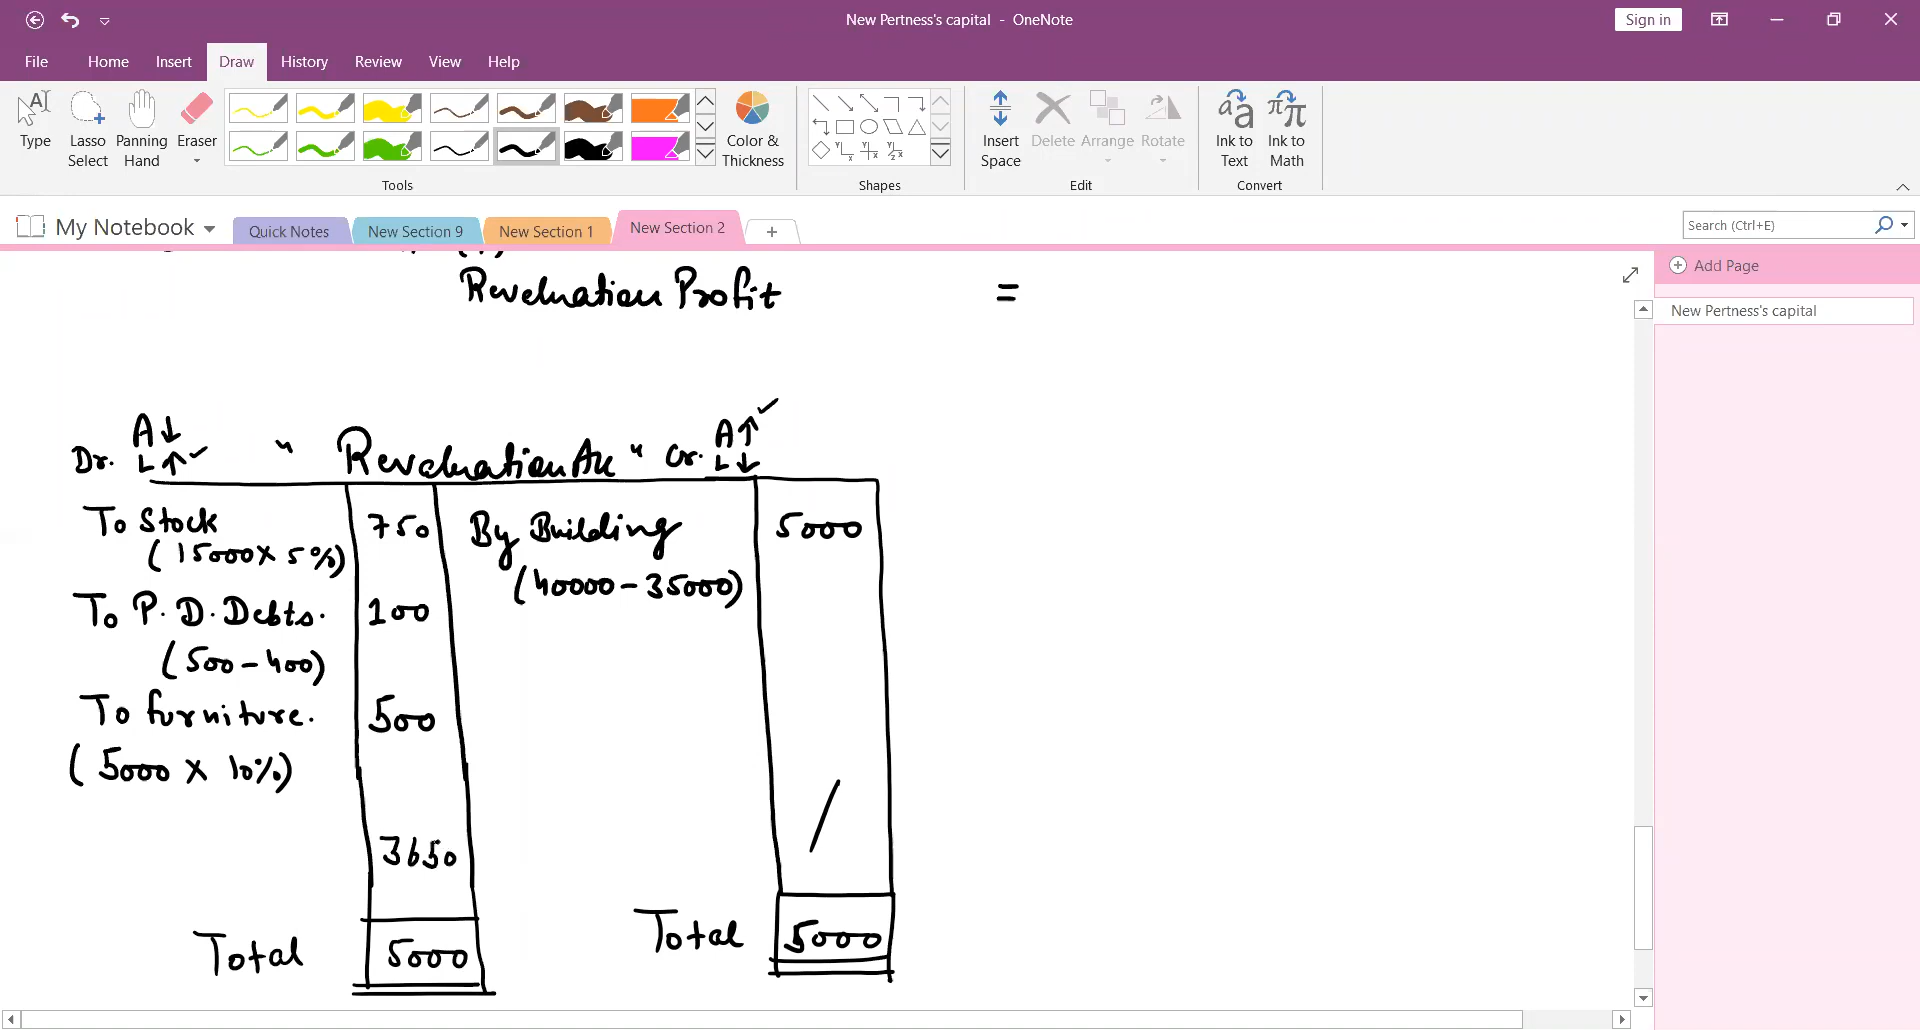 New Pertness's capital - OneNote
Sign in
File Home Insert Draw History Review View Help
Type
Lasso Select
Panning Hand
Eraser
Color & Thickness
Insert Space
Delete
Arrange
Rotate
Ink to Text
Ink to Math
Tools
Shapes
Edit
Convert
My Notebook
Quick Notes
New Section 9
New Section 1
New Section 2
Search (Ctrl+E)
Add Page
New Pertness's capital
Revaluation Profit =
Dr. A↓ L↑✓ " Revaluation A/c " Cr. A↑✓ L↓
To Stock 750 By Building 5000
(15000 × 5%) (40000 - 35000)
To P.D. Debts. 100
(500 - 400)
To furniture. 500
(5000 × 10%)
3650
Total 5000 Total 5000